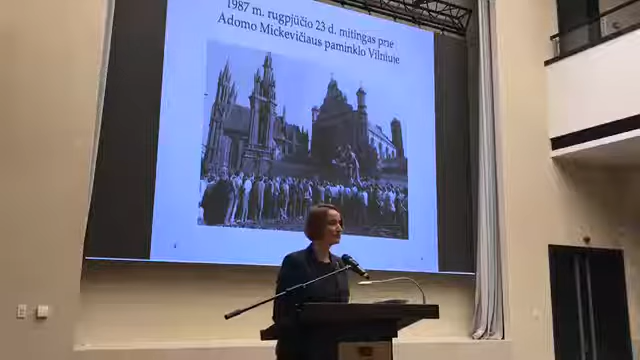 1987 m. rugpjūčio 23 d. mitingas prie
Adomo Mickevičiaus paminklo Vilniuje